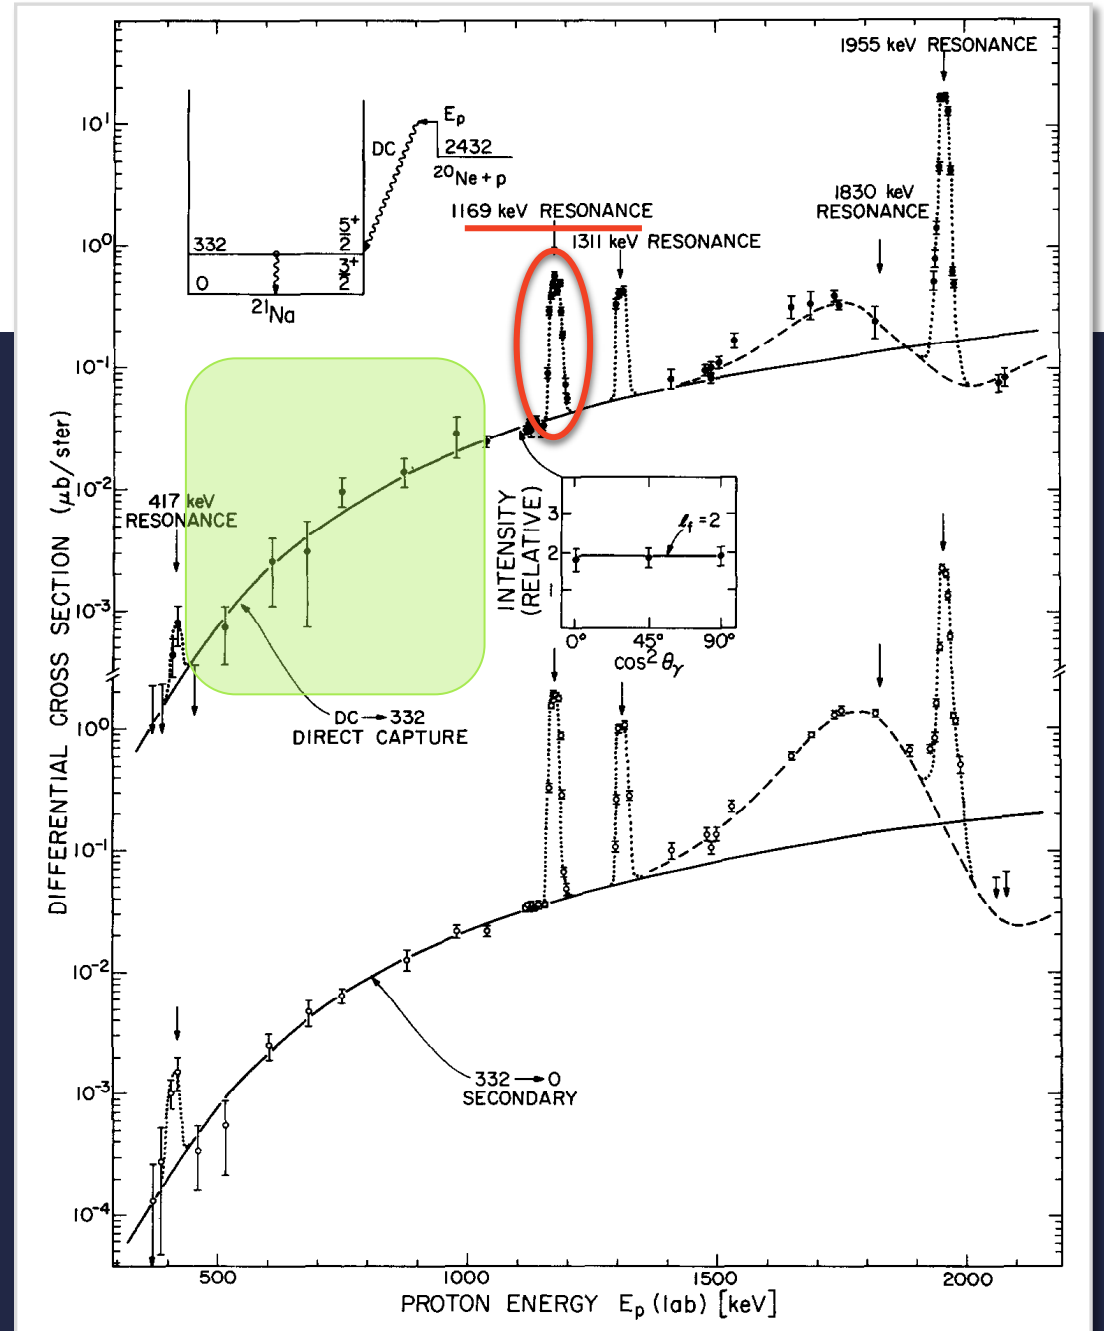 1955 keV RESONANCE
10¹
Eₚ
DC
2432
²⁰Ne+p
1830 keV
RESONANCE
1169 keV RESONANCE
1311 keV RESONANCE
10⁰
332
5⁺
2
3⁺
2
0
²¹Na
10⁻¹
DIFFERENTIAL CROSS SECTION (μb/ster)
10⁻²
417 keV
RESONANCE
INTENSITY
(RELATIVE)
3
2
1
ℓf = 2
0°
45°
90°
cos² θγ
10⁻³
DC→332
DIRECT CAPTURE
10⁰
10⁻¹
10⁻²
332→0
SECONDARY
10⁻³
10⁻⁴
500
1000
1500
2000
PROTON ENERGY Eₚ (lab) [keV]